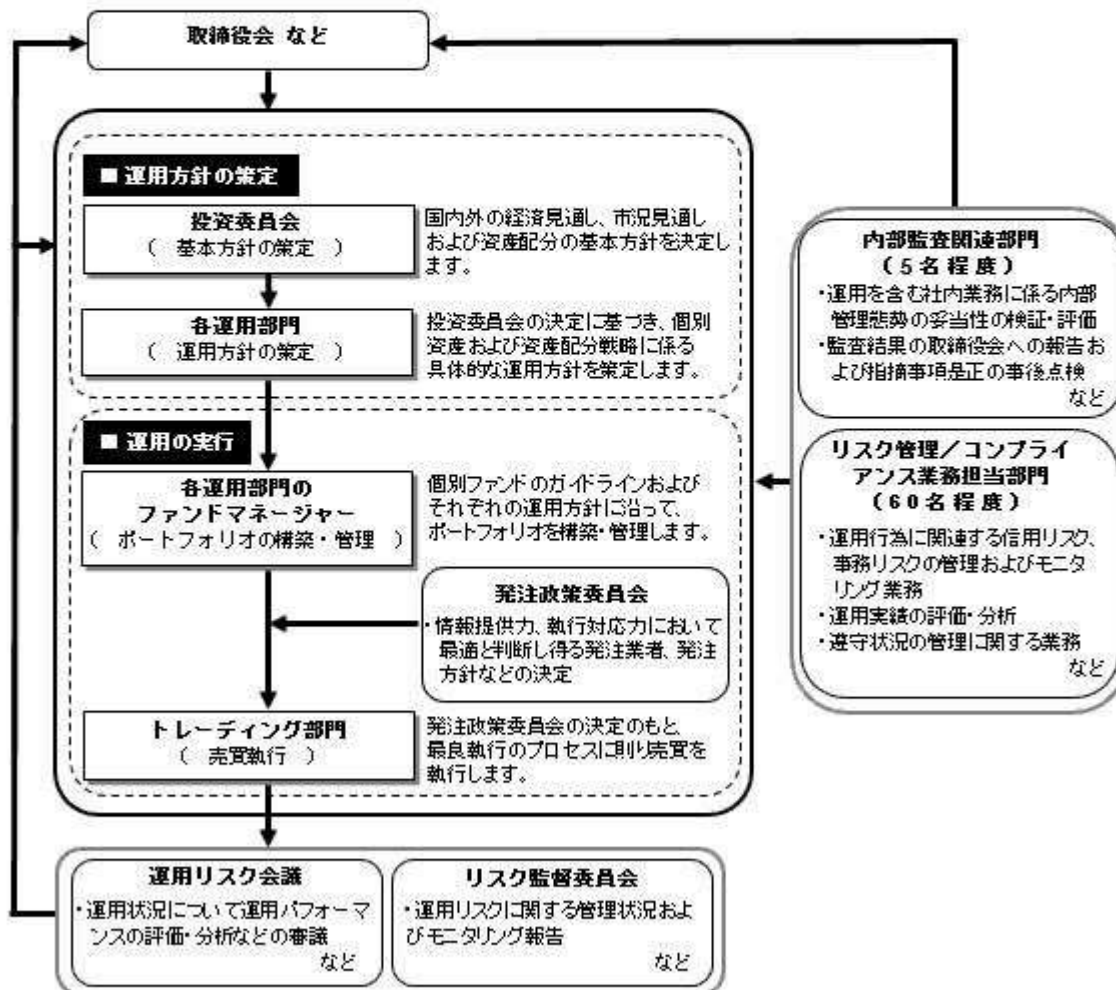 取締役会 など
■ 運用方針の策定
投資委員会
( 基本方針の策定 )
国内外の経済見通し、市況見通し
および資産配分の基本方針を決定し
ます。
各運用部門
( 運用方針の策定 )
投資委員会の決定に基づき、個別
資産および資産配分戦略に係る
具体的な運用方針を策定します。
■ 運用の実行
各運用部門の
ファンドマネージャー
( ポートフォリオの構築・管理 )
個別ファンドのガイドラインおよび
それぞれの運用方針に沿って、
ポートフォリオを構築・管理します。
発注政策委員会
・情報提供力、執行対応力において
最適と判断し得る発注業者、発注
方針などの決定
トレーディング部門
( 売買執行 )
発注政策委員会の決定のもと、
最良執行のプロセスに則り売買を
執行します。
内部監査関連部門
(5名程度)
・運用を含む社内業務に係る内部
管理態勢の妥当性の検証・評価
・監査結果の取締役会への報告お
よび指摘事項是正の事後点検
など
リスク管理/コンプライ
アンス業務担当部門
(60名程度)
・運用行為に関連する信用リスク、
事務リスクの管理およびモニタ
リング業務
・運用実績の評価・分析
・遵守状況の管理に関する業務
など
運用リスク会議
・運用状況について運用パフォーマ
ンスの評価・分析などの審議
など
リスク監督委員会
・運用リスクに関する管理状況およ
びモニタリング報告
など